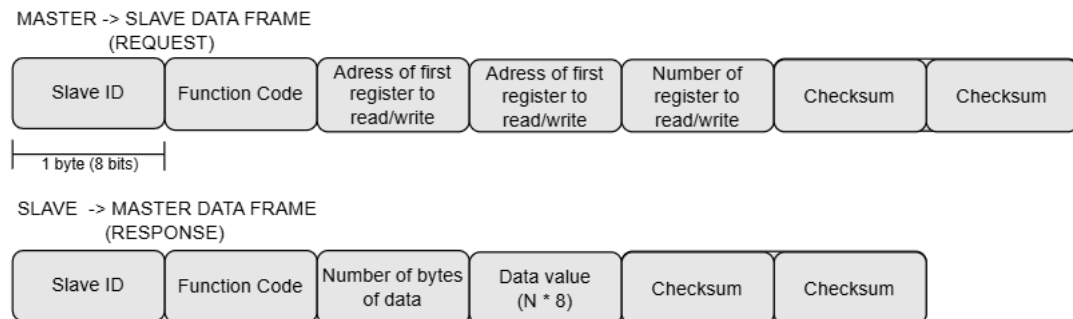 MASTER -> SLAVE DATA FRAME
(REQUEST)
Slave ID
Function Code
Adress of first
register to
read/write
Adress of first
register to
read/write
Number of
register to
read/write
Checksum
Checksum
1 byte (8 bits)
SLAVE -> MASTER DATA FRAME
(RESPONSE)
Slave ID
Function Code
Number of bytes
of data
Data value
(N * 8)
Checksum
Checksum